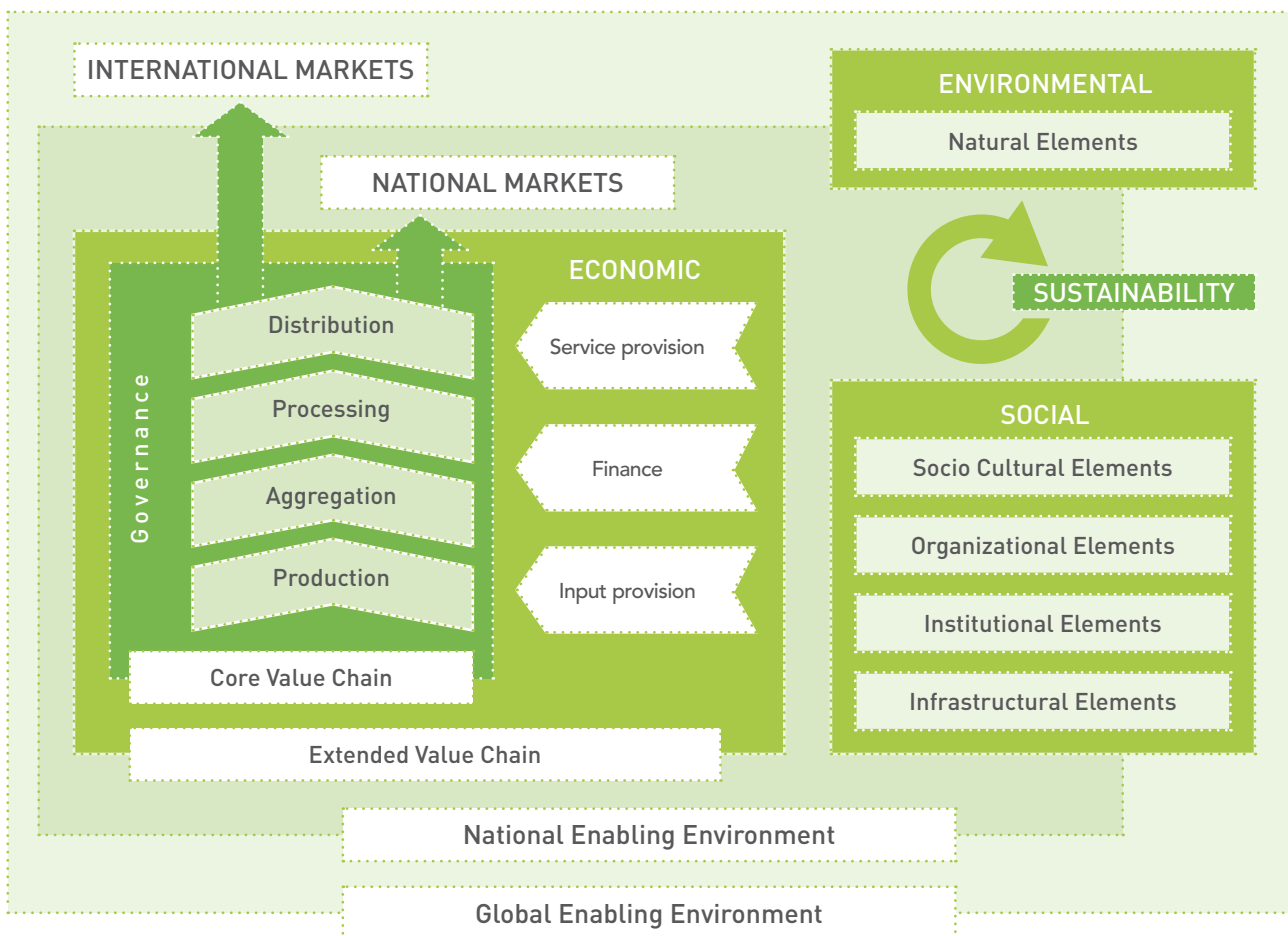 INTERNATIONAL MARKETS
NATIONAL MARKETS
Governance
Distribution
Processing
Aggregation
Production
Core Value Chain
ECONOMIC
Service provision
Finance
Input provision
Extended Value Chain
ENVIRONMENTAL
Natural Elements
SUSTAINABILITY
SOCIAL
Socio Cultural Elements
Organizational Elements
Institutional Elements
Infrastructural Elements
National Enabling Environment
Global Enabling Environment